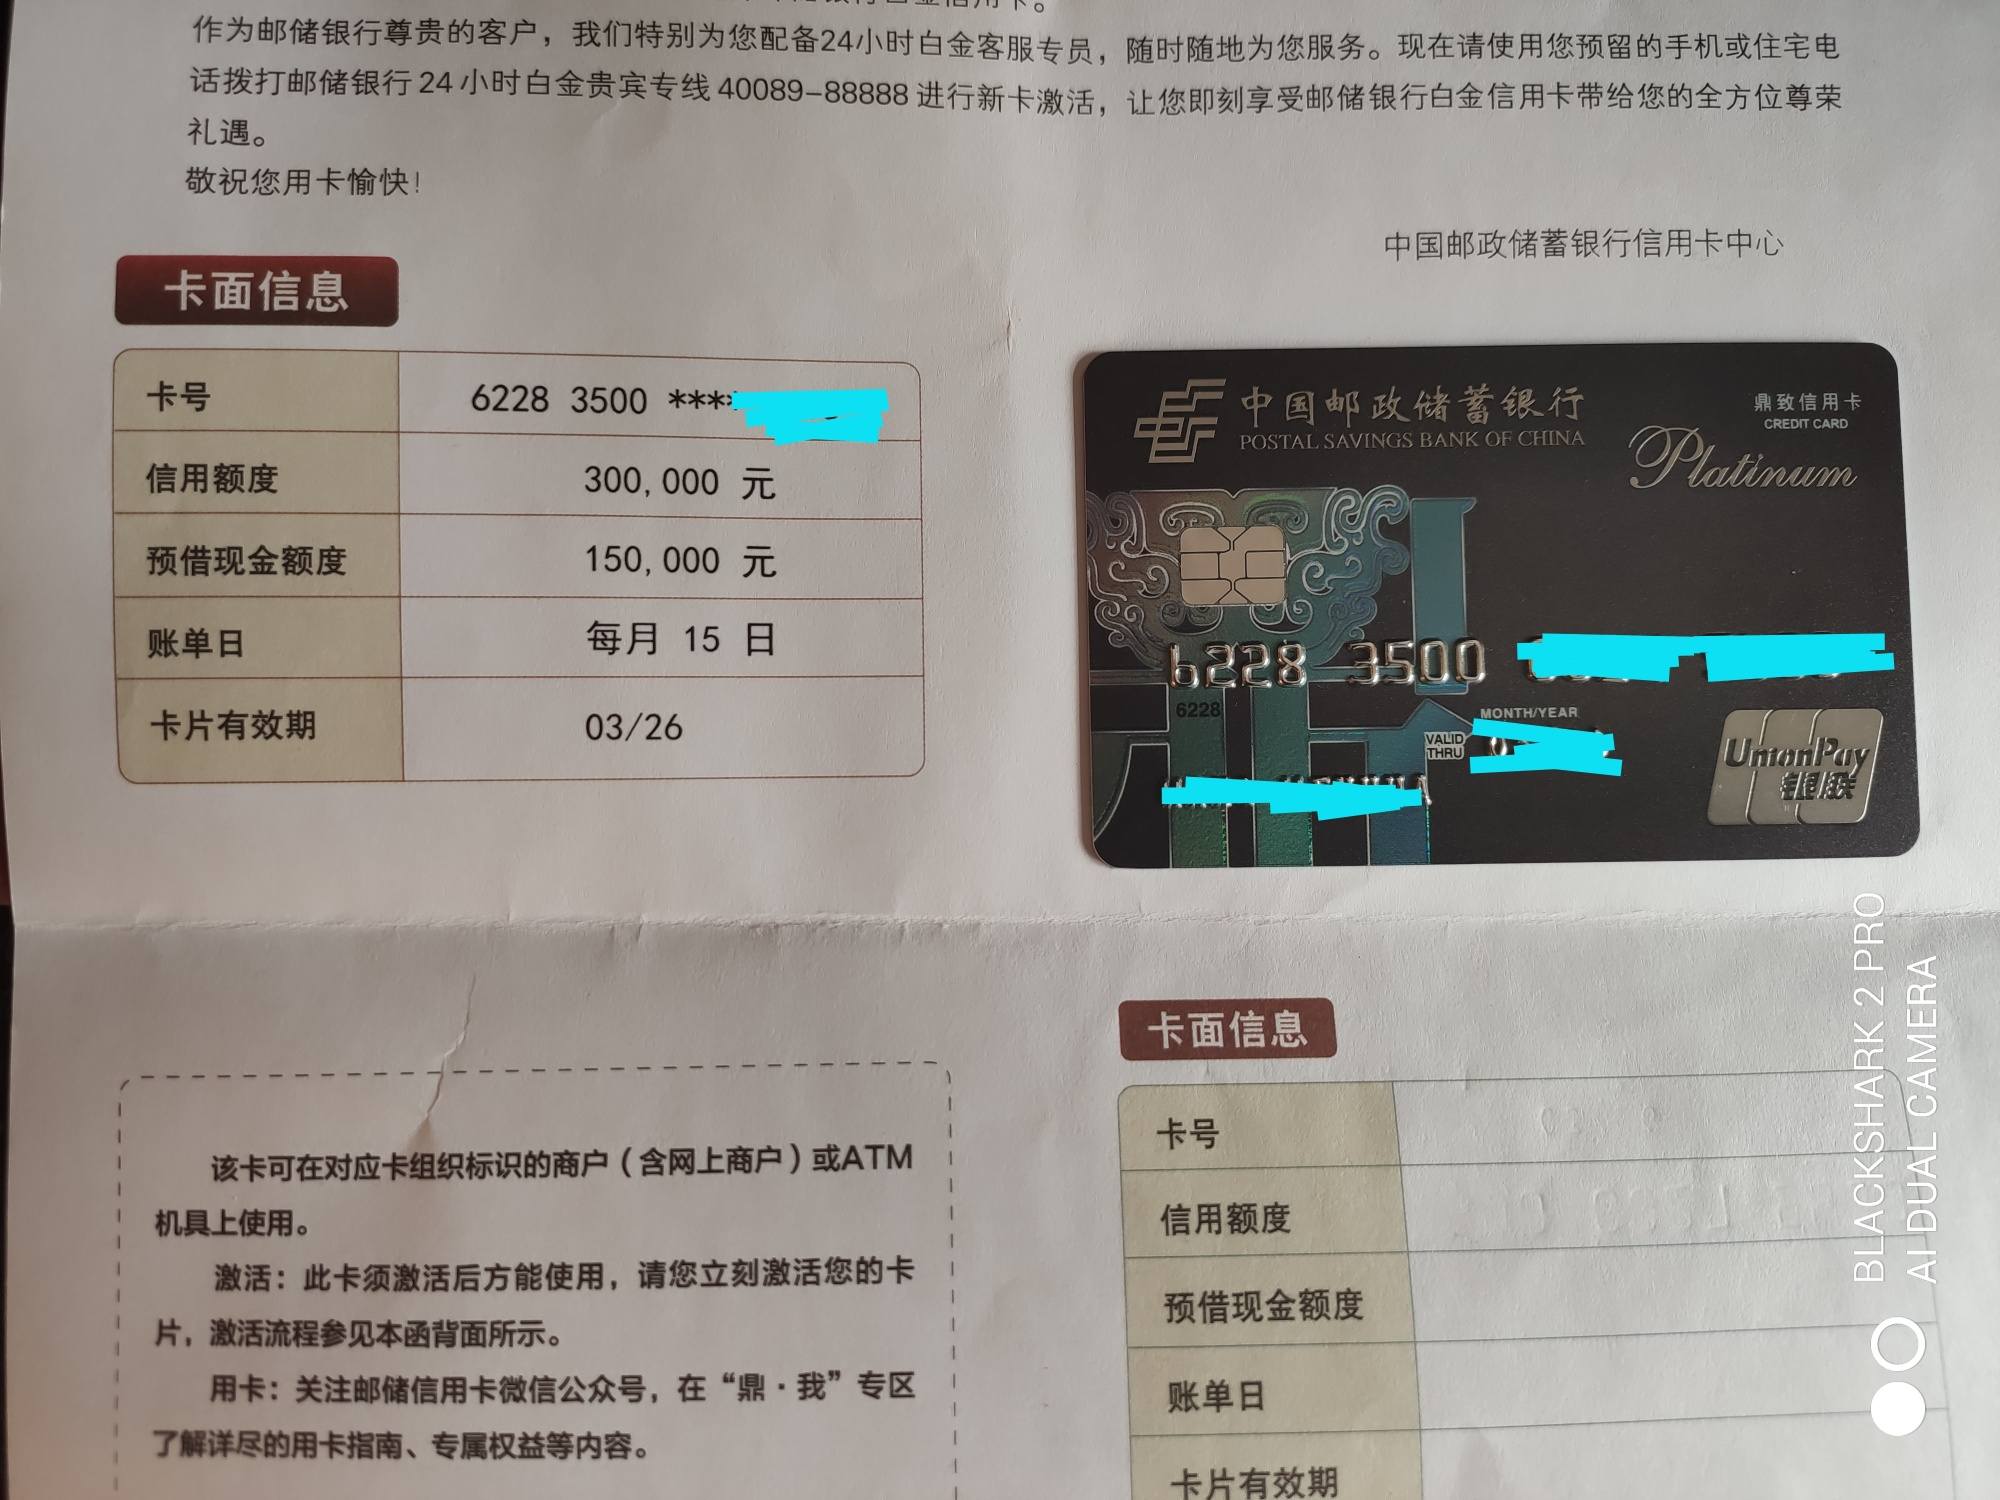 作为邮储银行尊贵的客户，我们特别为您配备24小时白金客服专员，随时随地为您服务。现在请使用您预留的手机或住宅电
话拨打邮储银行24小时白金贵宾专线40089-88888进行新卡激活，让您即刻享受邮储银行白金信用卡带给您的全方位尊荣
礼遇。
敬祝您用卡愉快！
中国邮政储蓄银行信用卡中心
卡面信息
卡号 6228 3500 ****
信用额度 300,000 元
预借现金额度 150,000 元
账单日 每月 15 日
卡片有效期 03/26
中国邮政储蓄银行
POSTAL SAVINGS BANK OF CHINA
鼎致信用卡
CREDIT CARD
Platinum
6228 3500
6228
MONTH/YEAR
VALID
THRU
UnionPay
银联
该卡可在对应卡组织标识的商户（含网上商户）或ATM
机具上使用。
激活：此卡须激活后方能使用，请您立刻激活您的卡
片，激活流程参见本函背面所示。
用卡：关注邮储信用卡微信公众号，在“鼎·我”专区
了解详尽的用卡指南、专属权益等内容。
卡面信息
卡号
信用额度
预借现金额度
账单日
卡片有效期
BLACKSHARK 2 PRO
AI DUAL CAMERA